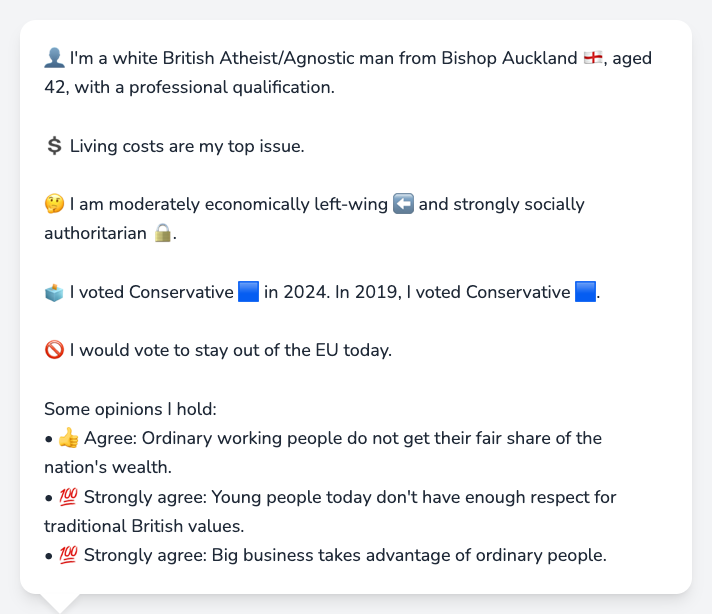 👤 I'm a white British Atheist/Agnostic man from Bishop Auckland 🏴󠁧󠁢󠁥󠁮󠁧󠁿, aged
42, with a professional qualification.
💲 Living costs are my top issue.
🤔 I am moderately economically left-wing ⬅️ and strongly socially
authoritarian 🔒.
🗳️ I voted Conservative 🟦 in 2024. In 2019, I voted Conservative 🟦.
🚫 I would vote to stay out of the EU today.
Some opinions I hold:
• 👍 Agree: Ordinary working people do not get their fair share of the
nation's wealth.
• 💯 Strongly agree: Young people today don't have enough respect for
traditional British values.
• 💯 Strongly agree: Big business takes advantage of ordinary people.